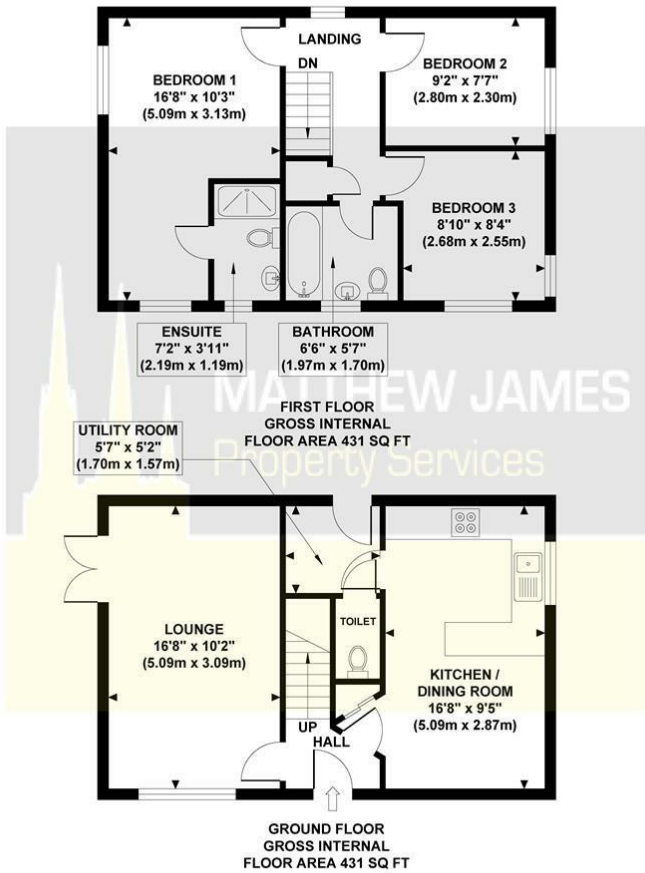 LANDING
DN
BEDROOM 1
16'8" x 10'3"
(5.09m x 3.13m)
BEDROOM 2
9'2" x 7'7"
(2.80m x 2.30m)
BEDROOM 3
8'10" x 8'4"
(2.68m x 2.55m)
ENSUITE
7'2" x 3'11"
(2.19m x 1.19m)
BATHROOM
6'6" x 5'7"
(1.97m x 1.70m)
MATTHEW JAMES
Property Services
FIRST FLOOR
GROSS INTERNAL
FLOOR AREA 431 SQ FT
UTILITY ROOM
5'7" x 5'2"
(1.70m x 1.57m)
LOUNGE
16'8" x 10'2"
(5.09m x 3.09m)
TOILET
KITCHEN /
DINING ROOM
16'8" x 9'5"
(5.09m x 2.87m)
UP
HALL
GROUND FLOOR
GROSS INTERNAL
FLOOR AREA 431 SQ FT